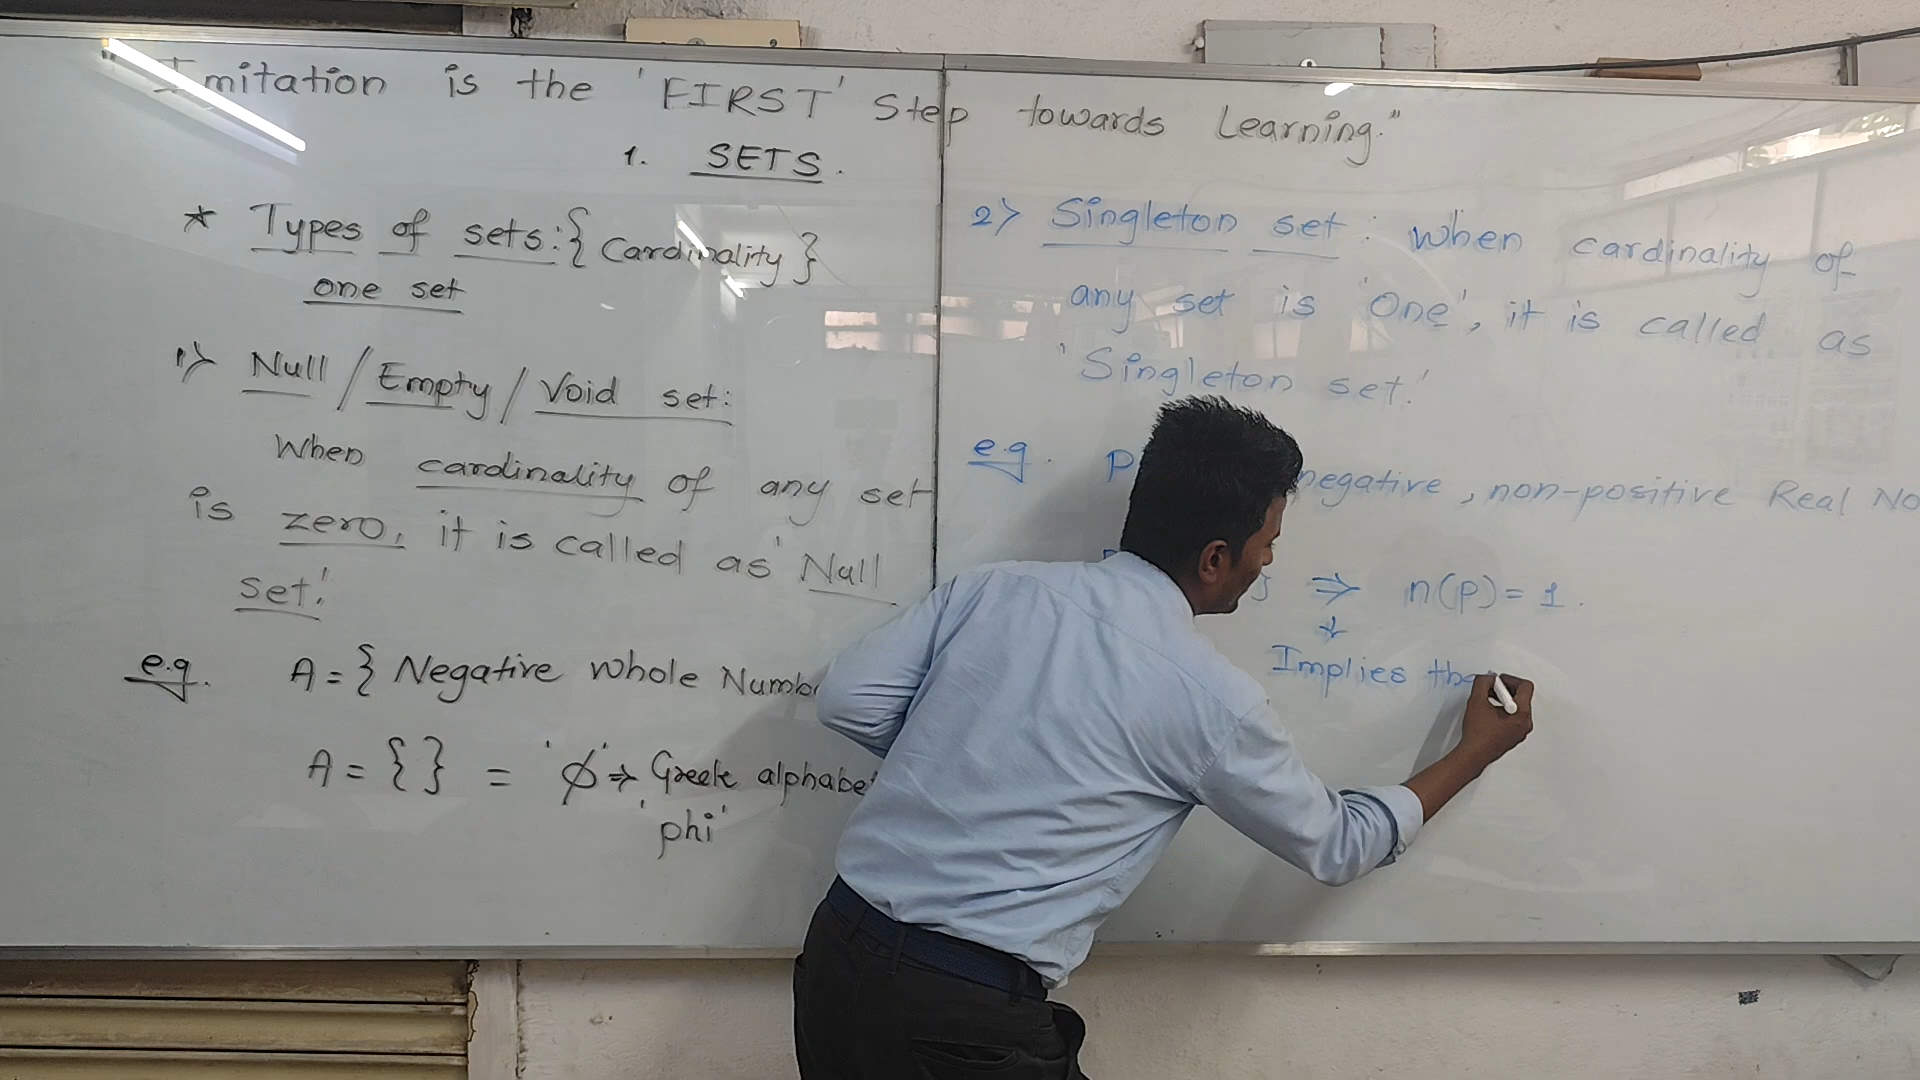 "Imitation is the 'FIRST' Step towards Learning."
1. SETS.
* Types of sets:{Cardinality}
one set
1> Null/Empty/Void set:
When cardinality of any set
is zero, it is called as 'Null
set'.
e.g. A={ Negative Whole
A={} = 'φ'⇒ Greek
'phi'
2> Singleton set: When cardinality of
any set is 'One', it is called as
'Singleton set.'
e.g. P negative, non-positive Real
} ⇒ n(P)=1.
↓
Implies